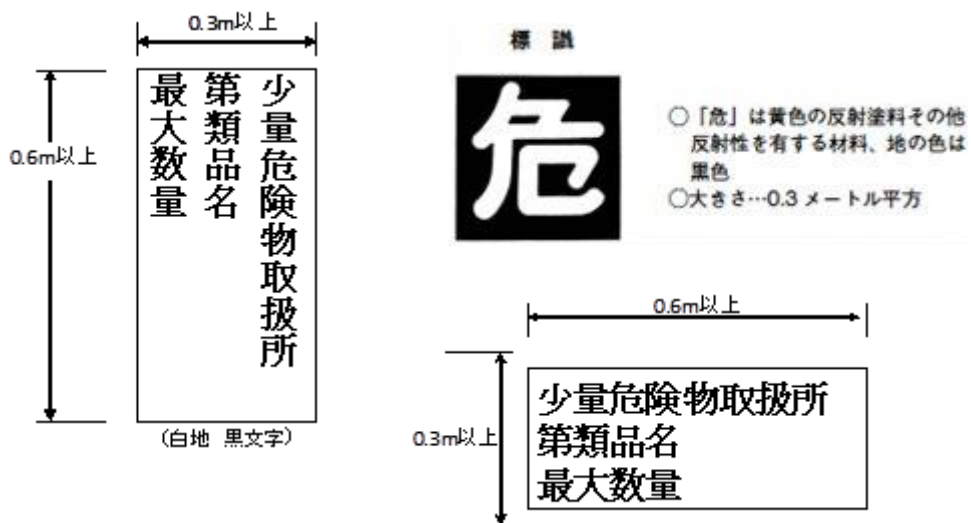 0.3m以上
0.6m以上
少量危険物取扱所
第類品名
最大数量
(白地 黒文字)
標 識
危
○「危」は黄色の反射塗料その他
反射性を有する材料、地の色は
黒色
○大きさ…0.3 メートル平方
0.6m以上
0.3m以上
少量危険物取扱所
第類品名
最大数量